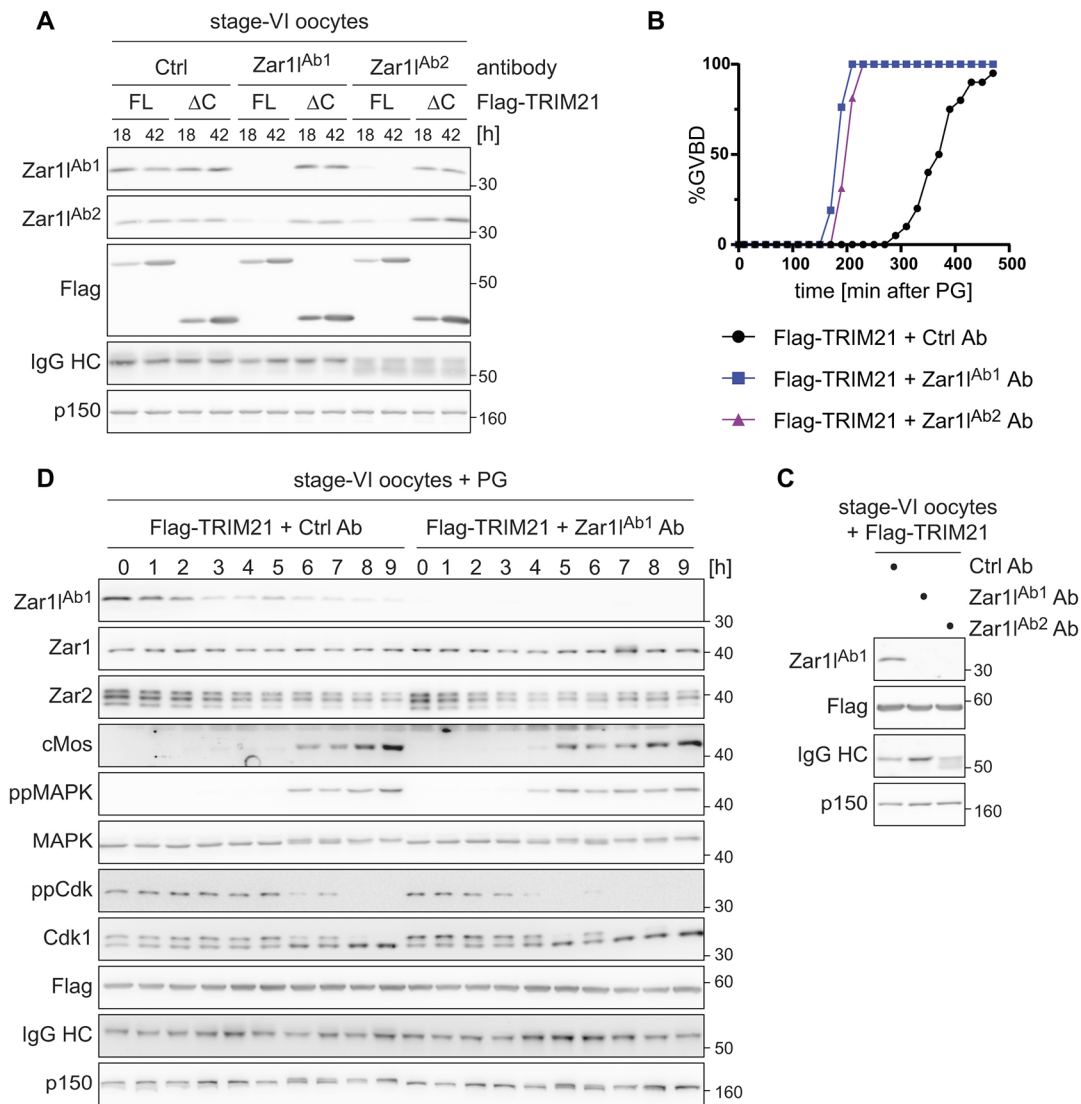 A
stage-VI oocytes
Ctrl Zar1l^Ab1 Zar1l^Ab2 antibody
FL ΔC FL ΔC FL ΔC Flag-TRIM21
18 42 18 42 18 42 18 42 18 42 18 42 [h]
Zar1l^Ab1
30
Zar1l^Ab2
30
Flag
50
IgG HC
50
p150
160
B
%GVBD
100
50
0
0 100 200 300 400 500
time [min after PG]
Flag-TRIM21 + Ctrl Ab
Flag-TRIM21 + Zar1l^Ab1 Ab
Flag-TRIM21 + Zar1l^Ab2 Ab
D
stage-VI oocytes + PG
Flag-TRIM21 + Ctrl Ab Flag-TRIM21 + Zar1l^Ab1 Ab
0 1 2 3 4 5 6 7 8 9 0 1 2 3 4 5 6 7 8 9 [h]
Zar1l^Ab1
30
Zar1
40
Zar2
40
cMos
40
ppMAPK
40
MAPK
40
ppCdk
30
Cdk1
30
Flag
60
IgG HC
50
p150
160
C
stage-VI oocytes
+ Flag-TRIM21
Ctrl Ab
Zar1l^Ab1 Ab
Zar1l^Ab2 Ab
Zar1l^Ab1
30
Flag
60
IgG HC
50
p150
160